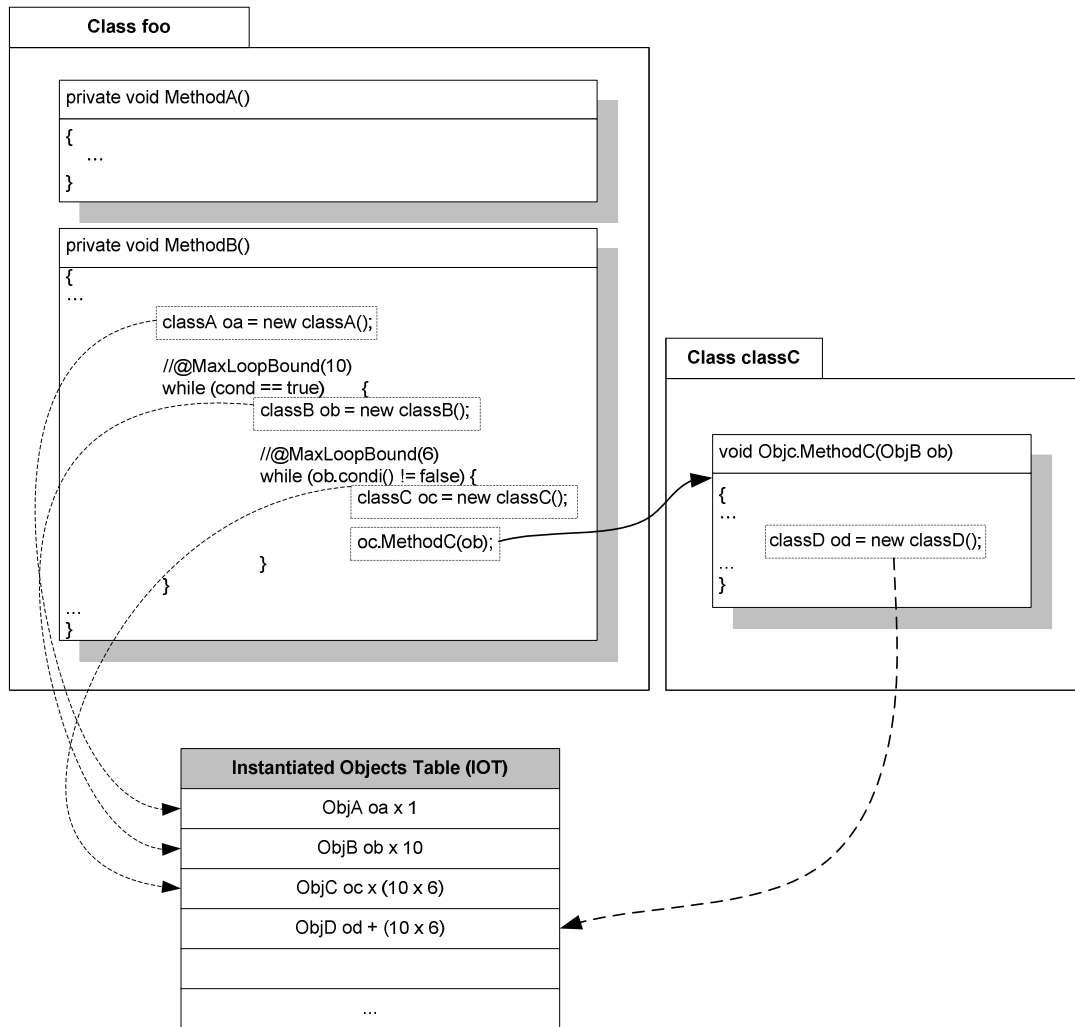 Class foo
private void MethodA()
{
...
}
private void MethodB()
{
...
classA oa = new classA();
//@MaxLoopBound(10)
while (cond == true) {
classB ob = new classB();
//@MaxLoopBound(6)
while (ob.condi() != false) {
classC oc = new classC();
oc.MethodC(ob);
}
}
...
}
Class classC
void Objc.MethodC(ObjB ob)
{
...
classD od = new classD();
...
}
Instantiated Objects Table (IOT)
ObjA oa x 1
ObjB ob x 10
ObjC oc x (10 x 6)
ObjD od + (10 x 6)
...